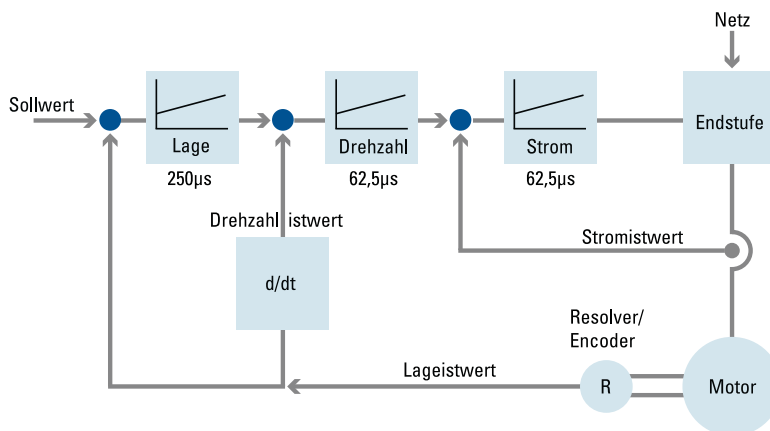 Netz
Sollwert
Lage
Drehzahl
Strom
Endstufe
250µs
62,5µs
62,5µs
Drehzahlistwert
Stromistwert
d/dt
Resolver/
Encoder
Lageistwert
R
Motor